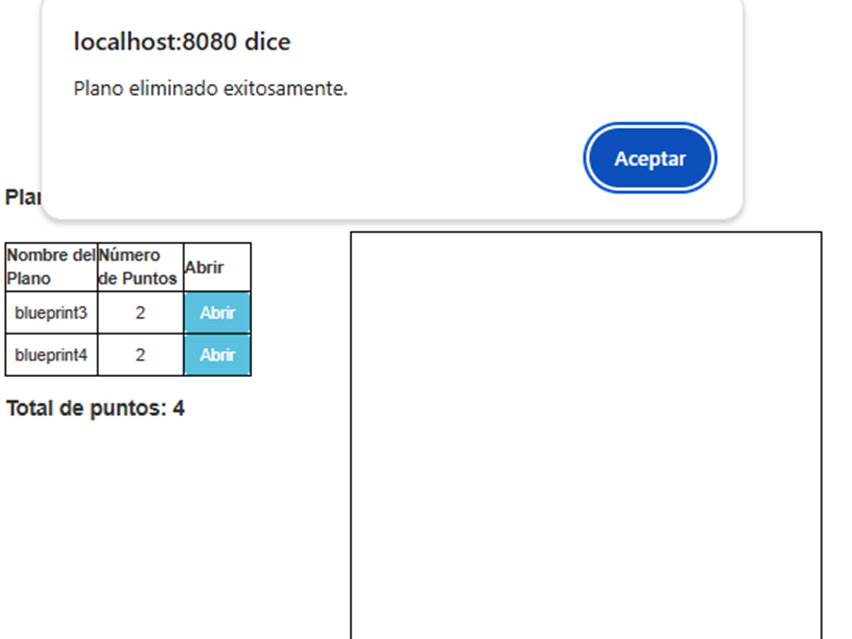 localhost:8080 dice
Plano eliminado exitosamente.
Aceptar
Nombre del Plano Número de Puntos Abrir
blueprint3 2 Abrir
blueprint4 2 Abrir
Total de puntos: 4